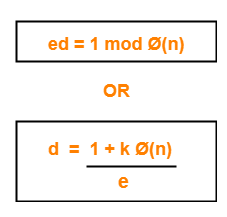 ed = 1 mod Ø(n)
OR
d = 1 + k Ø(n)
e